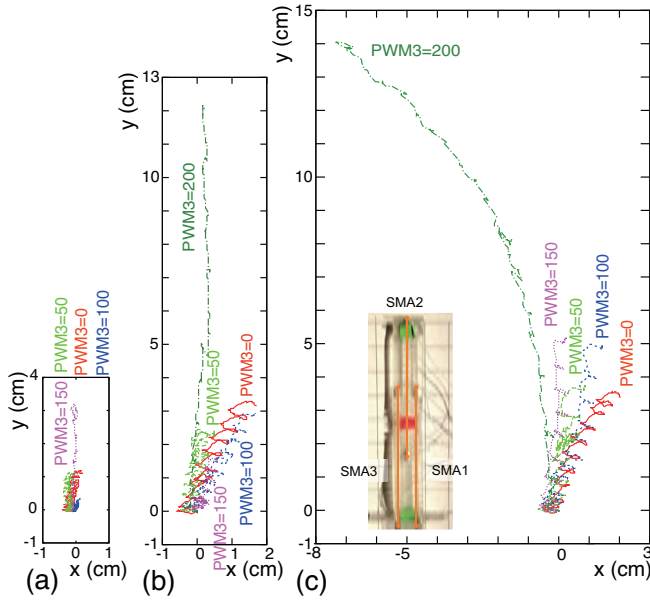 y (cm)
4
0
-1
-1
0
1
x (cm)
(a)
PWM3=50
PWM3=0
PWM3=100
PWM3=150
y (cm)
13
10
5
0
-1
-1
0
1
2
x (cm)
(b)
PWM3=200
PWM3=50
PWM3=0
PWM3=100
PWM3=150
y (cm)
15
10
5
0
-1
-8
-5
0
3
x (cm)
(c)
PWM3=200
PWM3=150
PWM3=50
PWM3=100
PWM3=0
SMA2
SMA3
SMA1